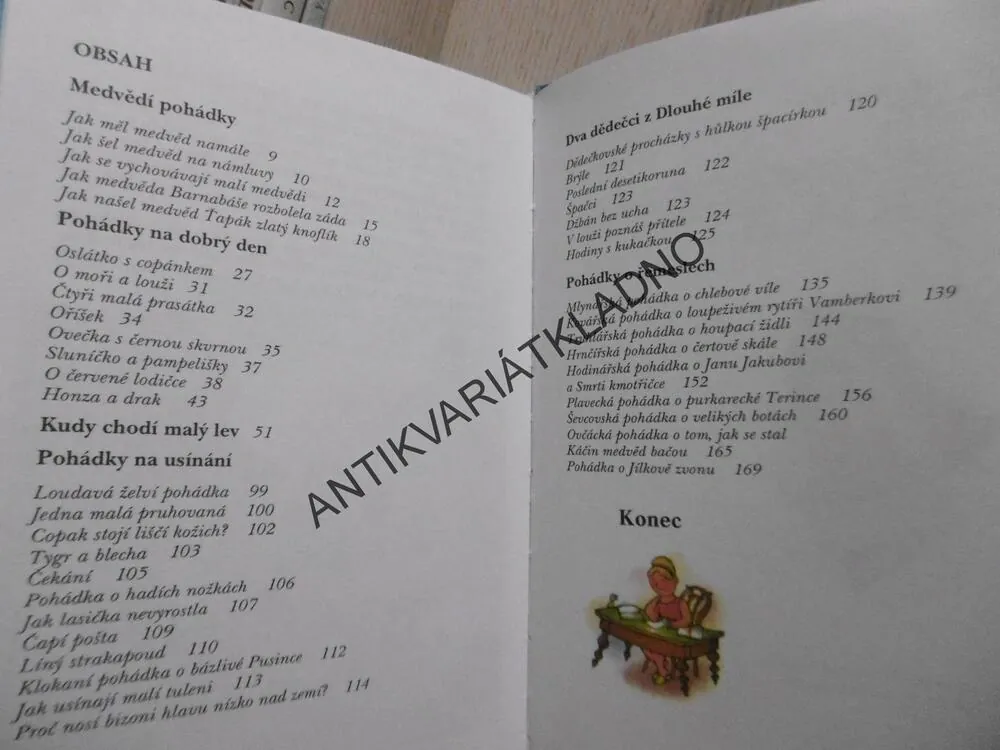 OBSAH
Medvědí pohádky
Jak měl medvěd namále 9
Jak šel medvěd na námluvy 10
Jak se vychovávají malí medvědi 12
Jak medvěda Barnabáše rozbolela záda 15
Jak našel medvěd Ťapák zlatý knoflík 18
Pohádky na dobrý den
Oslátko s copánkem 27
O moři a louži 31
Čtyři malá prasátka 32
Oříšek 34
Ovečka s černou skvrnou 35
Sluníčko a pampelišky 37
O červené lodičce 38
Honza a drak 43
Kudy chodí malý lev 51
Pohádky na usínání
Loudavá želví pohádka 99
Jedna malá pruhovaná 100
Copak stojí liščí kožich? 102
Tygr a blecha 103
Čekání 105
Pohádka o hadích nožkách 106
Jak lasička nevyrostla 107
Čapí pošta 109
Líný strakapoud 110
Klokaní pohádka o bázlivé Pusince 112
Jak usínají malí tuleni 113
Proč nosí bizoni hlavu nízko nad zemí? 114
Dva dědečci z Dlouhé míle
Dědečkovské procházky s hůlkou špacírkou 120
Brýle 121
Poslední desetikoruna 122
Špačci 123
Džbán bez ucha 123
V louži poznáš přítele 124
Hodiny s kukačkou 125
Pohádky o řemeslech
Mlynářská pohádka o chlebové víle 135
Kovářská pohádka o loupeživém rytíři Vamberkovi 139
Truhlářská pohádka o houpací židli 144
Hrnčířská pohádka o čertově skále 148
Hodinářská pohádka o Janu Jakubovi
a Smrti kmotřičce 152
Plavecká pohádka o purkarecké Terince 156
Ševcovská pohádka o velikých botách 160
Ovčácká pohádka o tom, jak se stal
Káčin medvěd bačou 165
Pohádka o Jílkově zvonu 169
Konec
ANTIKVARIÁTKLADNO